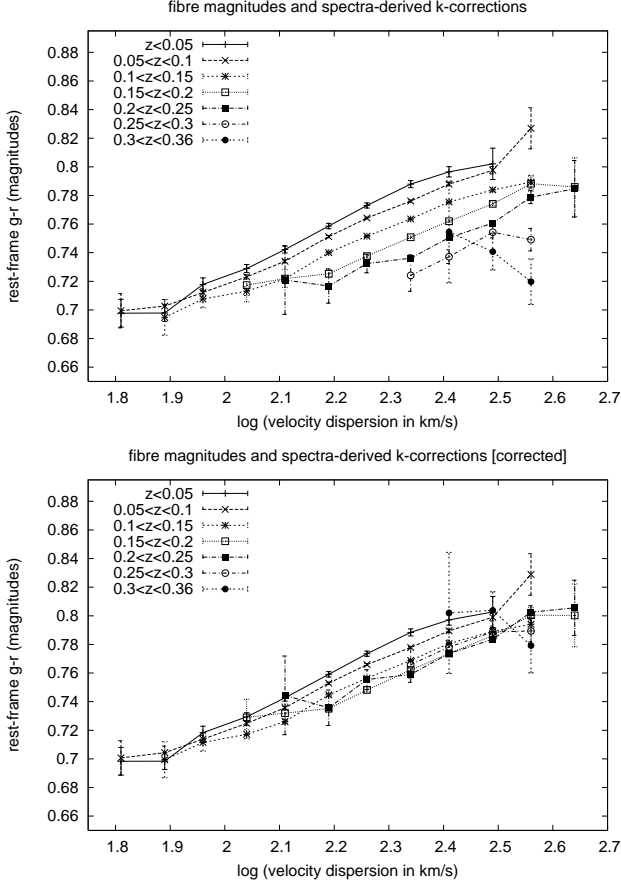 fibre magnitudes and spectra-derived k-corrections
rest-frame g-r (magnitudes)
0.88
0.86
0.84
0.82
0.8
0.78
0.76
0.74
0.72
0.7
0.68
0.66
z<0.05
0.05<z<0.1
0.1<z<0.15
0.15<z<0.2
0.2<z<0.25
0.25<z<0.3
0.3<z<0.36
1.8 1.9 2 2.1 2.2 2.3 2.4 2.5 2.6 2.7
log (velocity dispersion in km/s)
fibre magnitudes and spectra-derived k-corrections [corrected]
rest-frame g-r (magnitudes)
0.88
0.86
0.84
0.82
0.8
0.78
0.76
0.74
0.72
0.7
0.68
0.66
z<0.05
0.05<z<0.1
0.1<z<0.15
0.15<z<0.2
0.2<z<0.25
0.25<z<0.3
0.3<z<0.36
1.8 1.9 2 2.1 2.2 2.3 2.4 2.5 2.6 2.7
log (velocity dispersion in km/s)